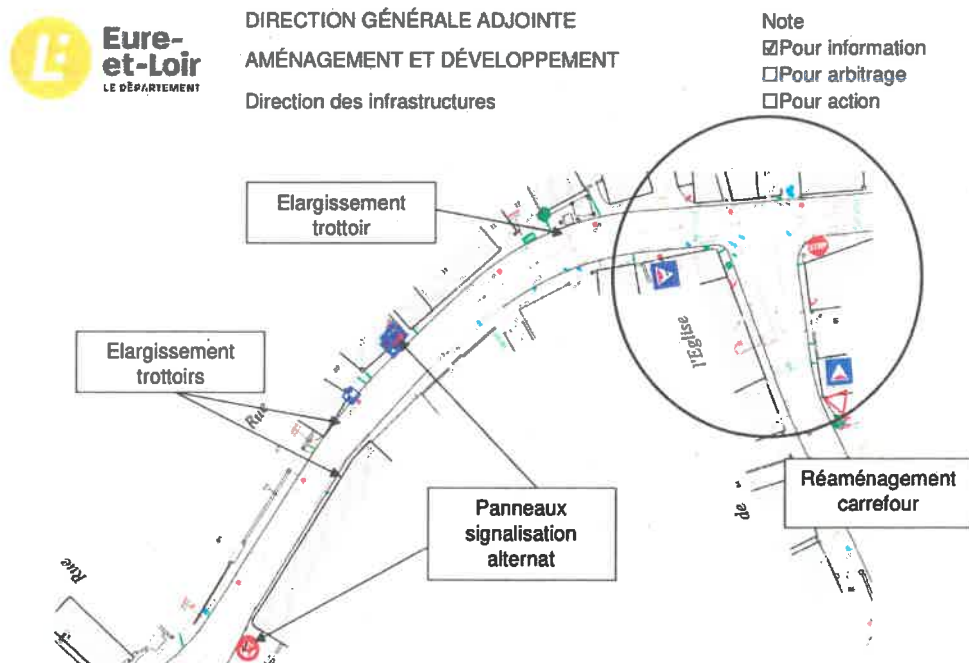 Eure-
et-Loir
LE DÉPARTEMENT
DIRECTION GÉNÉRALE ADJOINTE
AMÉNAGEMENT ET DÉVELOPPEMENT
Direction des infrastructures
Note
☑Pour information
☐Pour arbitrage
☐Pour action
Elargissement
trottoir
Elargissement
trottoirs
Rue
l'Eglise
Panneaux
signalisation
alternat
Réaménagement
carrefour
de
Rue